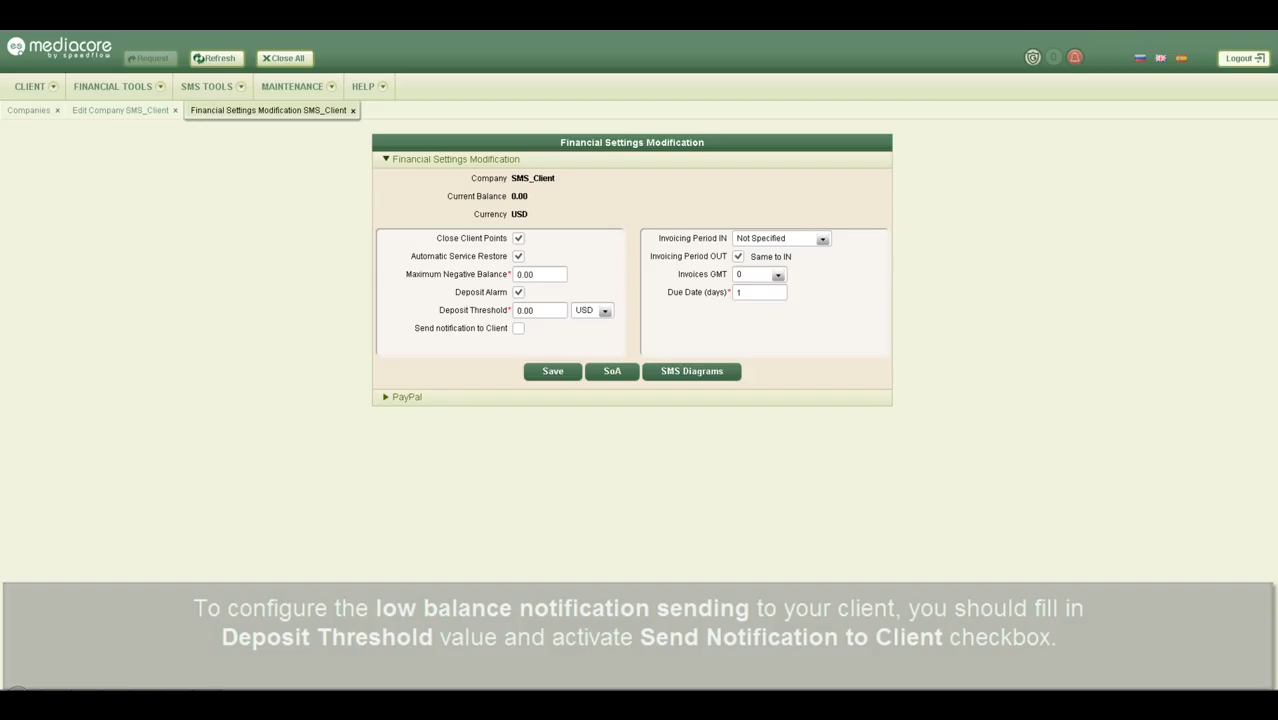 mediacore
by speedflow
Request
Refresh
Close All
Logout
CLIENT
FINANCIAL TOOLS
SMS TOOLS
MAINTENANCE
HELP
Companies x
Edit Company SMS_Client x
Financial Settings Modification SMS_Client x
Financial Settings Modification
Financial Settings Modification
Company SMS_Client
Current Balance 0.00
Currency USD
Close Client Points
Automatic Service Restore
Maximum Negative Balance* 0.00
Deposit Alarm
Deposit Threshold* 0.00 USD
Send notification to Client
Invoicing Period IN Not Specified
Invoicing Period OUT Same to IN
Invoices GMT 0
Due Date (days)* 1
Save
SoA
SMS Diagrams
PayPal
To configure the low balance notification sending to your client, you should fill in
Deposit Threshold value and activate Send Notification to Client checkbox.